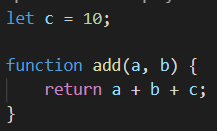 let c = 10;
function add(a, b) {
    return a + b + c;
}